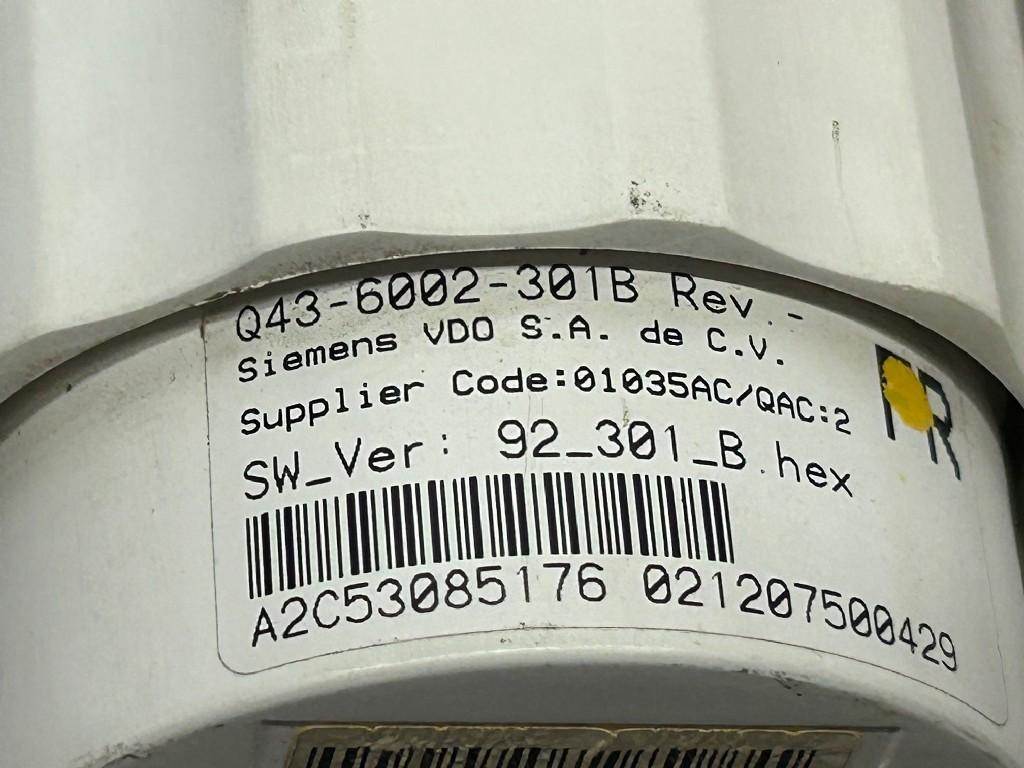 Q43-6002-301B Rev.-
Siemens VDO S.A. de C.V.
Supplier Code:01035AC/QAC:2
SW_Ver: 92_301_B.hex
A2C53085176 021207500429